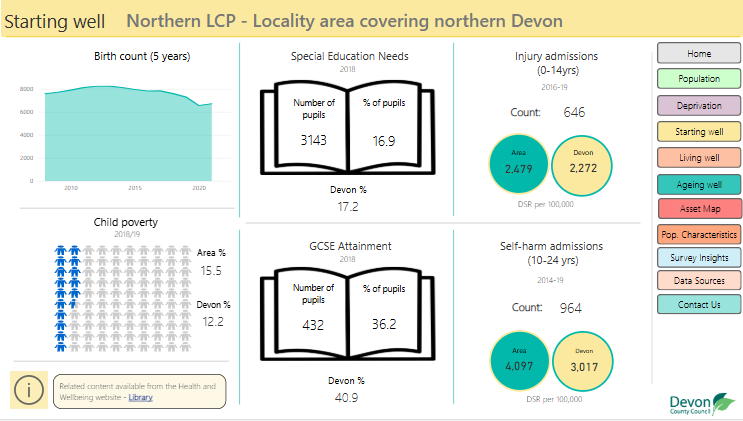 Starting well
Northern LCP - Locality area covering northern Devon
Birth count (5 years)
8000
6000
4000
2000
0
2010
2015
2020
Child poverty
2018/19
Area %
15.5
Devon %
12.2
Related content available from the Health and
Wellbeing website - Library
Special Education Needs
2018
Number of
pupils
3143
% of pupils
16.9
Devon %
17.2
GCSE Attainment
2018
Number of
pupils
432
% of pupils
36.2
Devon %
40.9
Injury admissions
(0-14yrs)
2016-19
Count: 646
Area
2,479
Devon
2,272
DSR per 100,000
Self-harm admissions
(10-24 yrs)
2014-19
Count: 964
Area
4,097
Devon
3,017
DSR per 100,000
Home
Population
Deprivation
Starting well
Living well
Ageing well
Asset Map
Pop. Characteristics
Survey Insights
Data Sources
Contact Us
Devon
County Council